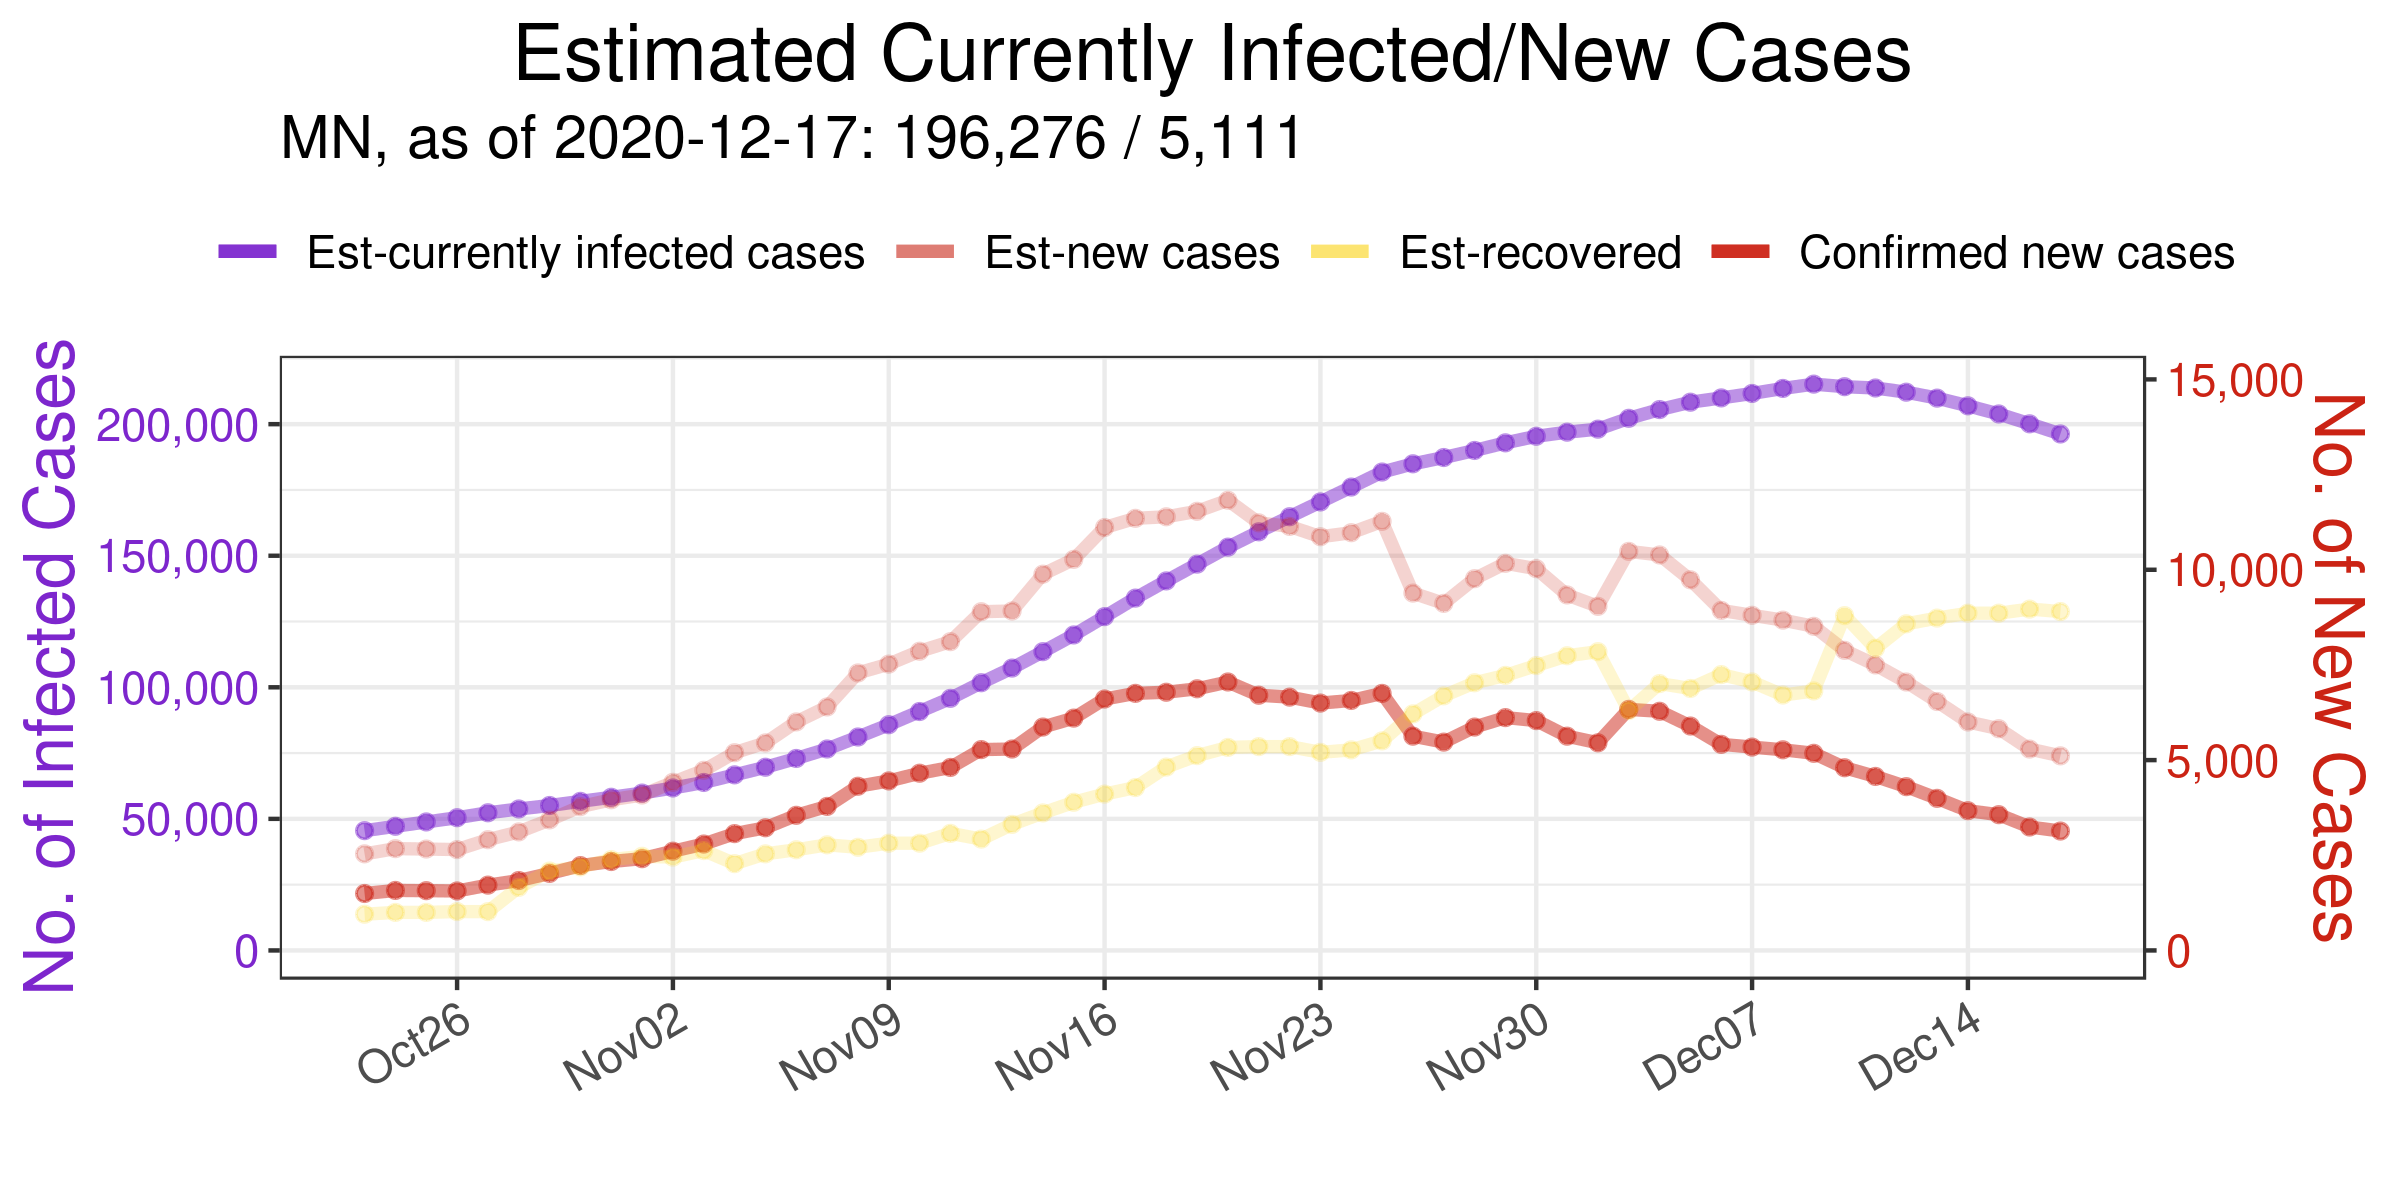 Estimated Currently Infected/New Cases
MN, as of 2020-12-17: 196,276 / 5,111
Est-currently infected cases
Est-new cases
Est-recovered
Confirmed new cases
No. of Infected Cases
200,000
150,000
100,000
50,000
0
15,000
10,000
5,000
0
No. of New Cases
Oct26
Nov02
Nov09
Nov16
Nov23
Nov30
Dec07
Dec14